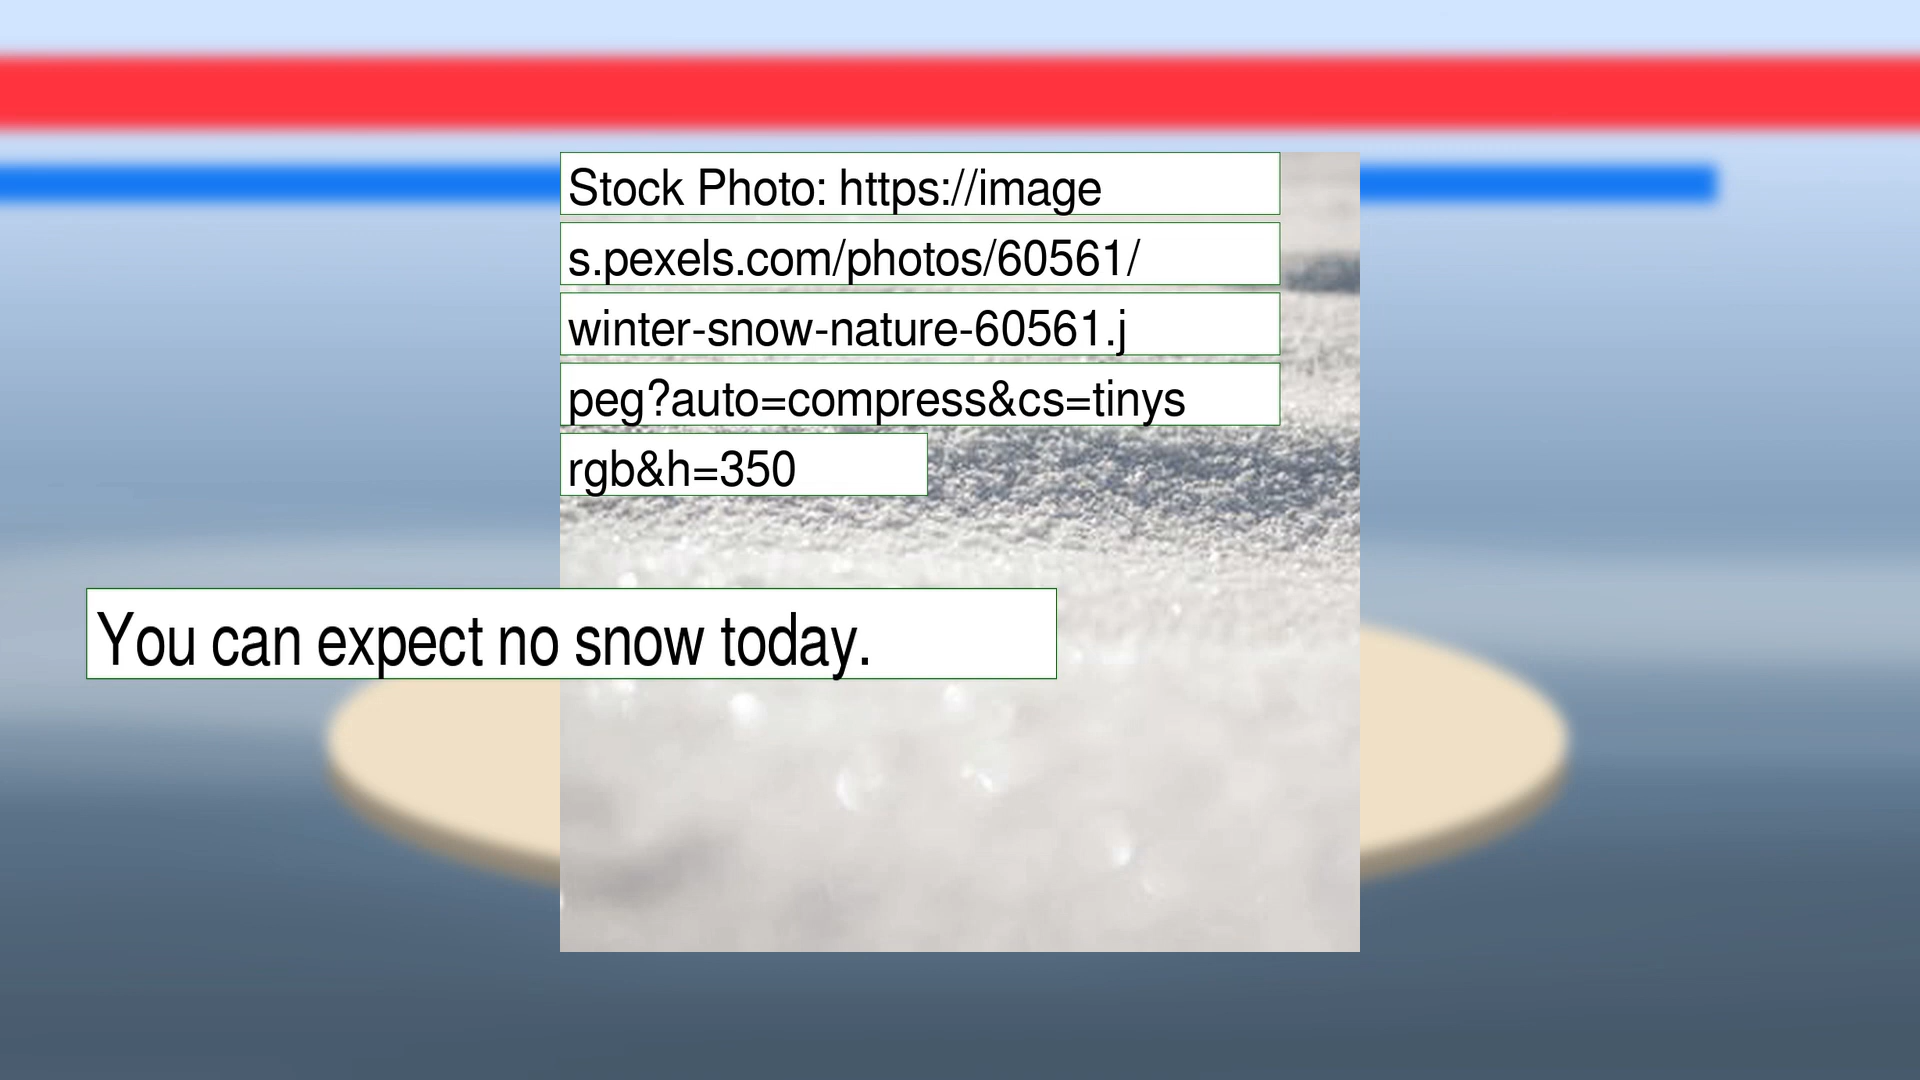 Stock Photo: https://image
s.pexels.com/photos/60561/
winter-snow-nature-60561.j
peg?auto=compress&cs=tinys
rgb&h=350
You can expect no snow today.